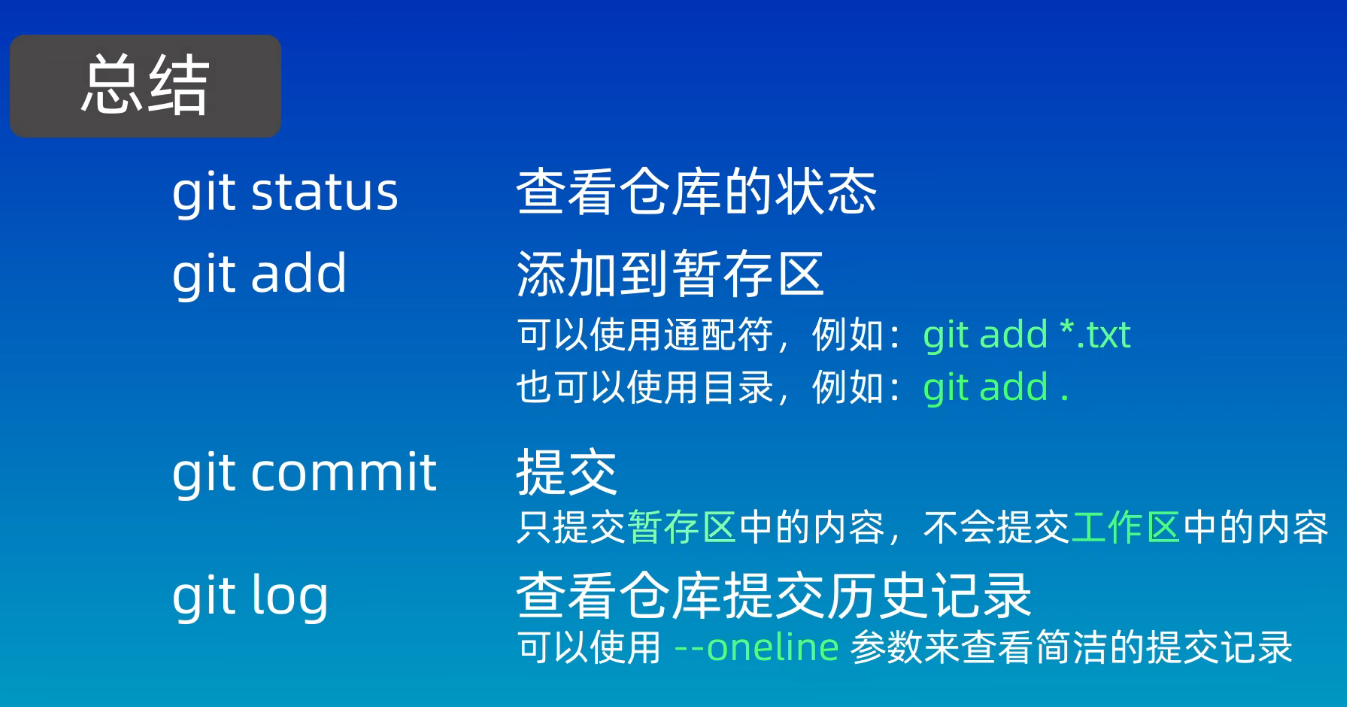 总结
git status 查看仓库的状态
git add 添加到暂存区
可以使用通配符，例如：git add *.txt
也可以使用目录，例如：git add .
git commit 提交
只提交暂存区中的内容，不会提交工作区中的内容
git log 查看仓库提交历史记录
可以使用 --oneline 参数来查看简洁的提交记录